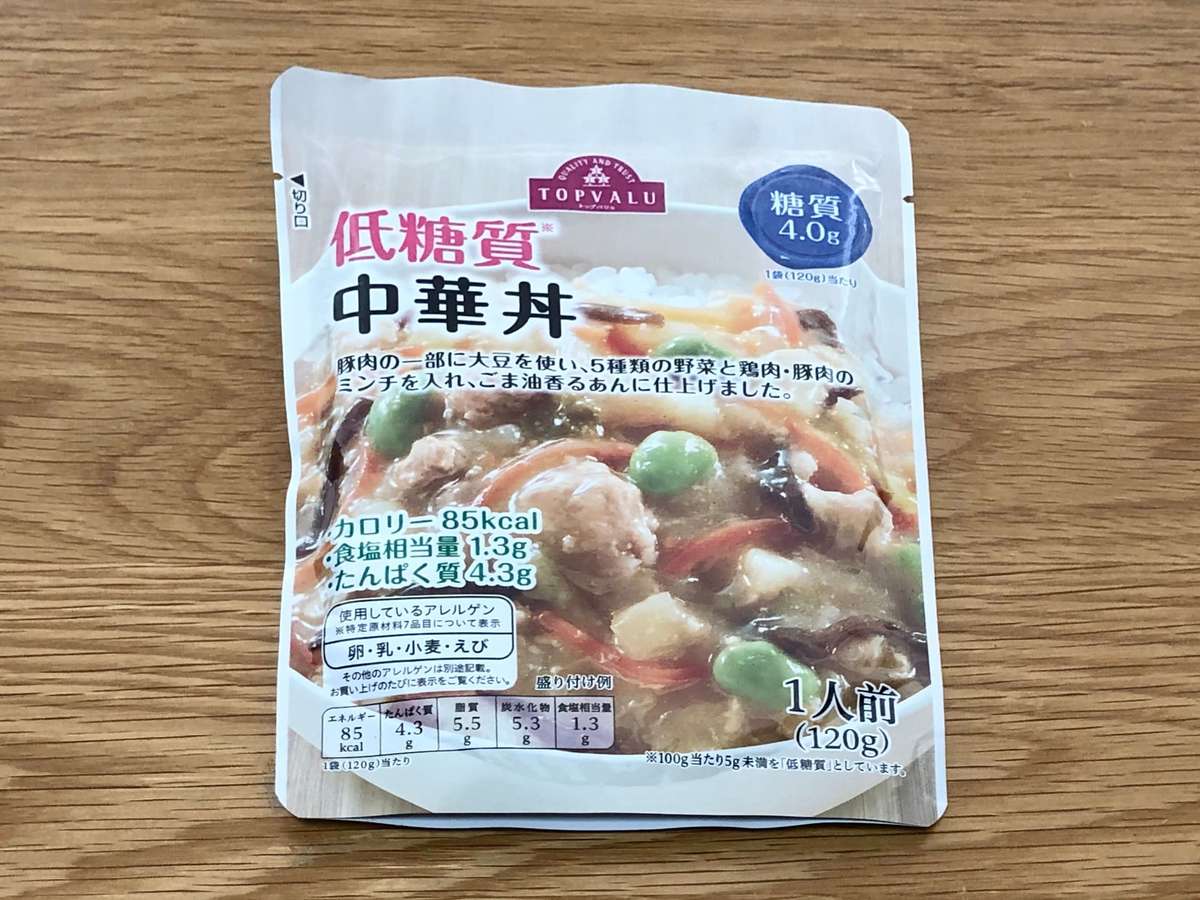 QUALITY AND TRUST
TOPVALU
トップバリュ
◀切り口
糖質
4.0g
1袋(120g)当たり
低糖質※
中華丼
豚肉の一部に大豆を使い、5種類の野菜と鶏肉・豚肉の
ミンチを入れ、ごま油香るあんに仕上げました。
・カロリー 85kcal
・食塩相当量 1.3g
・たんぱく質 4.3g
使用しているアレルゲン
※特定原材料7品目について表示
卵・乳・小麦・えび
その他のアレルゲンは別途記載。
お買い上げのたびに表示をご覧ください。
盛り付け例
エネルギー たんぱく質 脂質 炭水化物 食塩相当量
85 4.3 5.5 5.3 1.3
kcal g g g g
1袋(120g)当たり
1人前
(120g)
※100g当たり5g未満を「低糖質」としています。